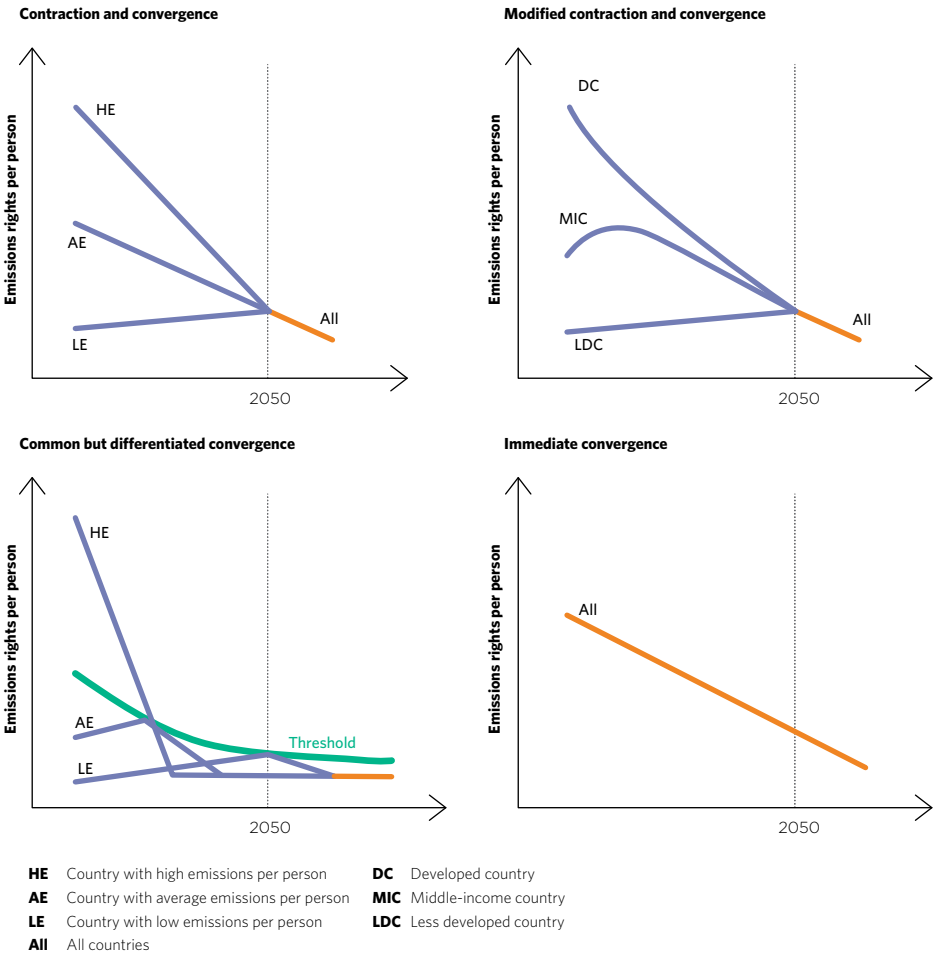 Contraction and convergence
Emissions rights per person
HE
AE
LE
All
2050
Modified contraction and convergence
Emissions rights per person
DC
MIC
LDC
All
2050
Common but differentiated convergence
Emissions rights per person
HE
AE
LE
Threshold
2050
Immediate convergence
Emissions rights per person
All
2050
HE Country with high emissions per person
AE Country with average emissions per person
LE Country with low emissions per person
All All countries
DC Developed country
MIC Middle-income country
LDC Less developed country